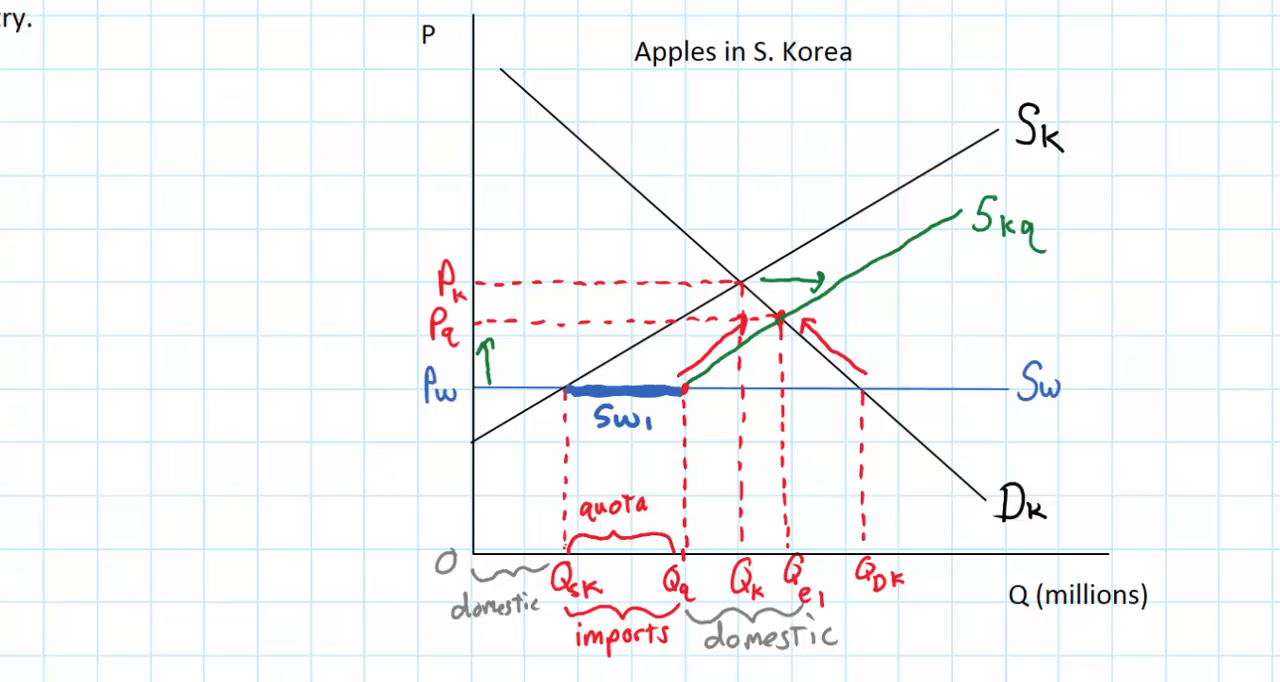 ry.
P
Apples in S. Korea
SK
SKq
PK
Pq
Pw
Sw
Sw1
DK
quota
O
QSK
Qq
QK
Qe1
QDK
Q (millions)
domestic
imports
domestic